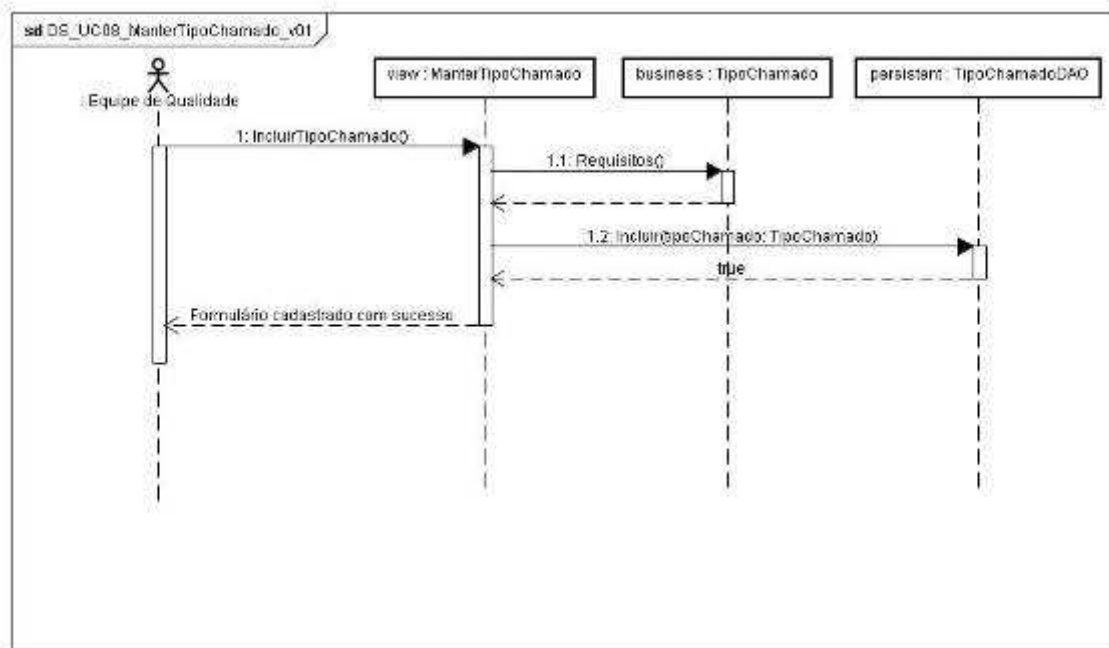 sd DS_UC08_ManterTipoChamado_v01
: Equipe de Qualidade
view : ManterTipoChamado
business : TipoChamado
persistent : TipoChamadoDAO
1: IncluirTipoChamado()
1.1: Requisitos()
1.2: Incluir(tipoChamado: TipoChamado)
true
Formulário cadastrado com sucesso